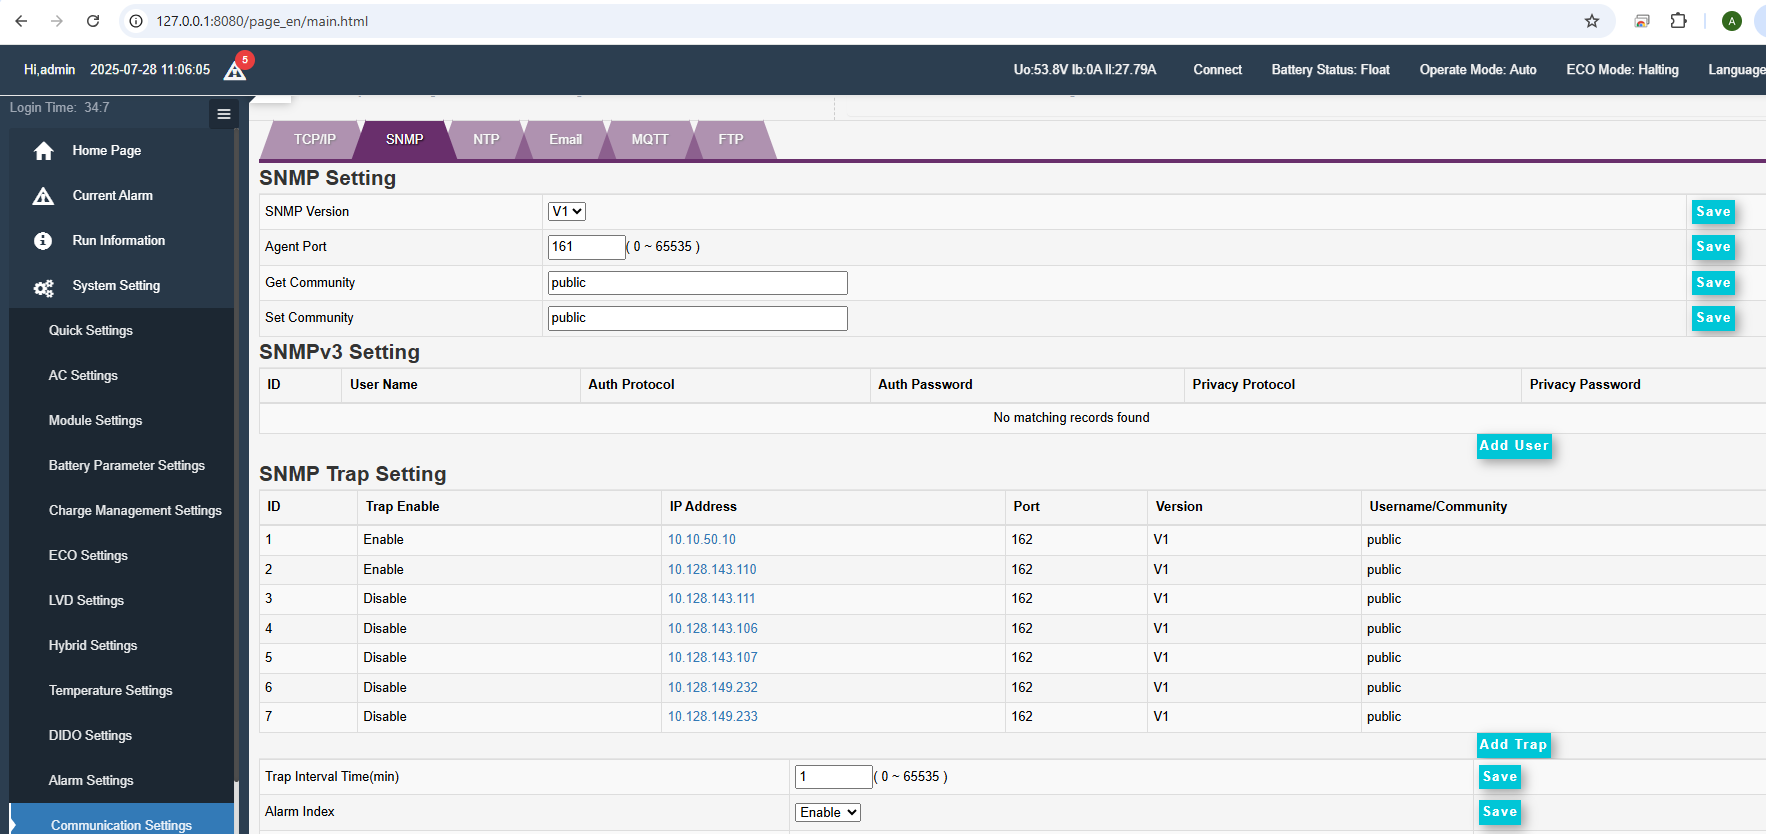 127.0.0.1:8080/page_en/main.html
A
Hi,admin 2025-07-28 11:06:05 5 Uo:53.8V Ib:0A Il:27.79A Connect Battery Status: Float Operate Mode: Auto ECO Mode: Halting Language
Login Time: 34:7
Home Page
Current Alarm
Run Information
System Setting
Quick Settings
AC Settings
Module Settings
Battery Parameter Settings
Charge Management Settings
ECO Settings
LVD Settings
Hybrid Settings
Temperature Settings
DIDO Settings
Alarm Settings
Communication Settings
TCP/IP SNMP NTP Email MQTT FTP
SNMP Setting
SNMP Version V1 Save
Agent Port 161 ( 0 ~ 65535 ) Save
Get Community public Save
Set Community public Save
SNMPv3 Setting
ID User Name Auth Protocol Auth Password Privacy Protocol Privacy Password
No matching records found
Add User
SNMP Trap Setting
ID Trap Enable IP Address Port Version Username/Community
1 Enable 10.10.50.10 162 V1 public
2 Enable 10.128.143.110 162 V1 public
3 Disable 10.128.143.111 162 V1 public
4 Disable 10.128.143.106 162 V1 public
5 Disable 10.128.143.107 162 V1 public
6 Disable 10.128.149.232 162 V1 public
7 Disable 10.128.149.233 162 V1 public
Add Trap
Trap Interval Time(min) 1 ( 0 ~ 65535 ) Save
Alarm Index Enable Save